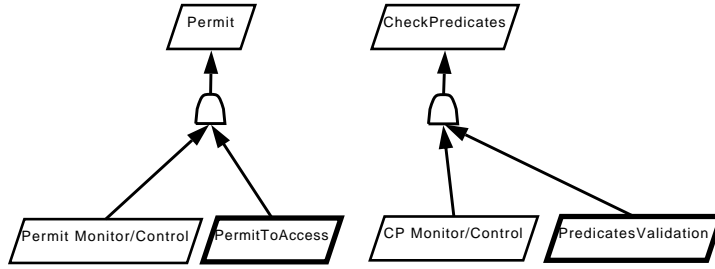 Permit
CheckPredicates
Permit Monitor/Control
PermitToAccess
CP Monitor/Control
PredicatesValidation